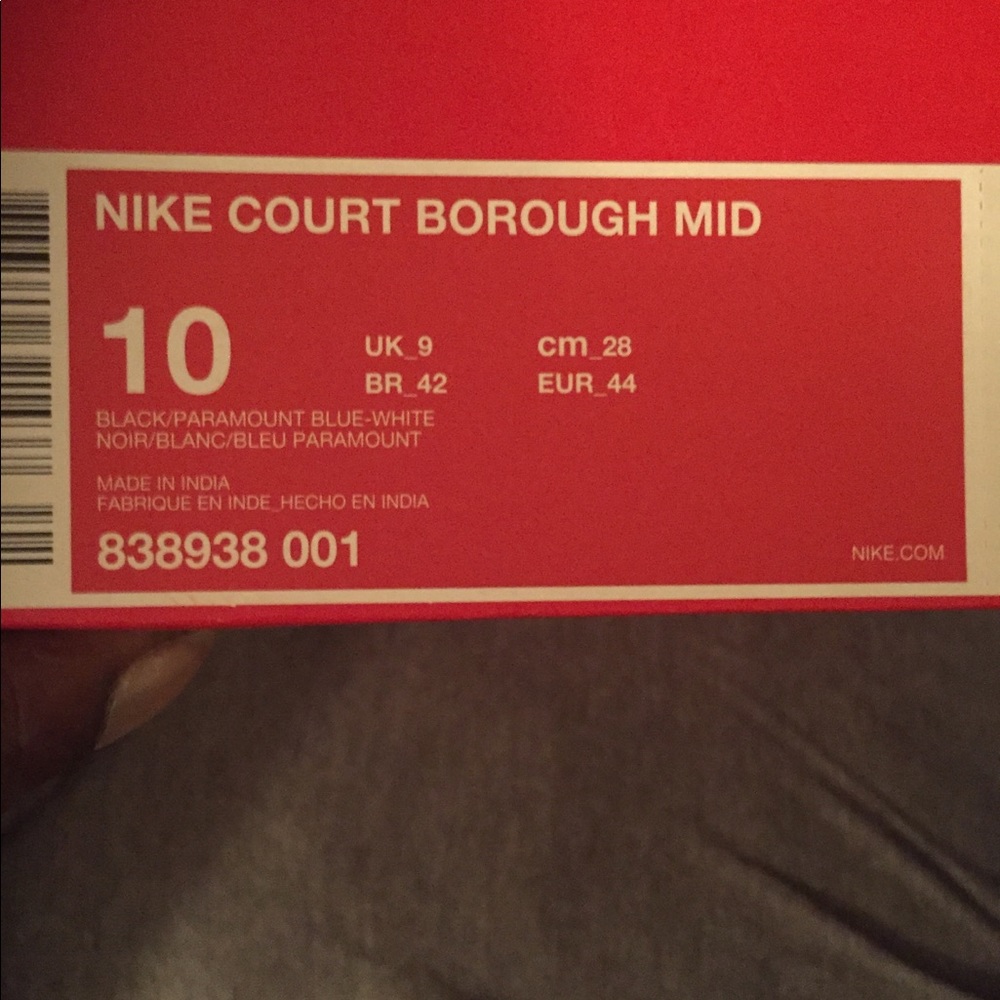 NIKE COURT BOROUGH MID
10
UK_9 cm_28
BR_42 EUR_44
BLACK/PARAMOUNT BLUE-WHITE
NOIR/BLANC/BLEU PARAMOUNT
MADE IN INDIA
FABRIQUE EN INDE_HECHO EN INDIA
838938 001
NIKE.COM